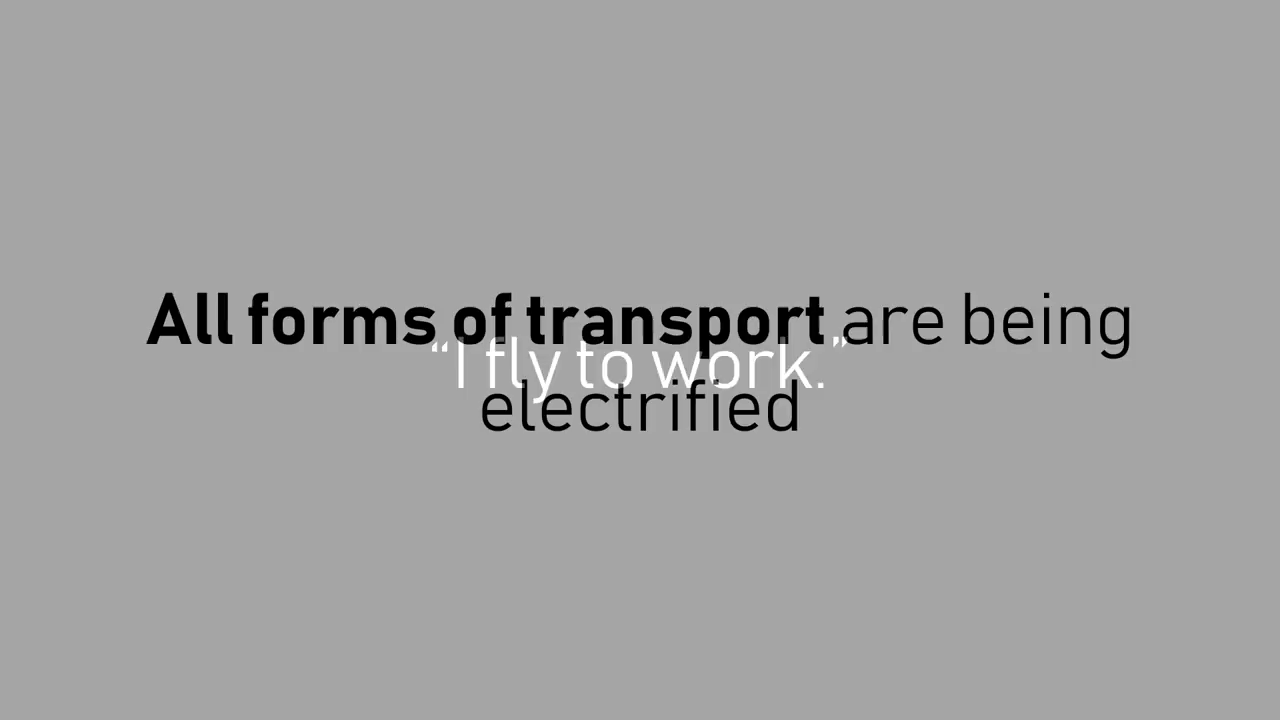 All forms of transport are being
“I fly to work.”
electrified